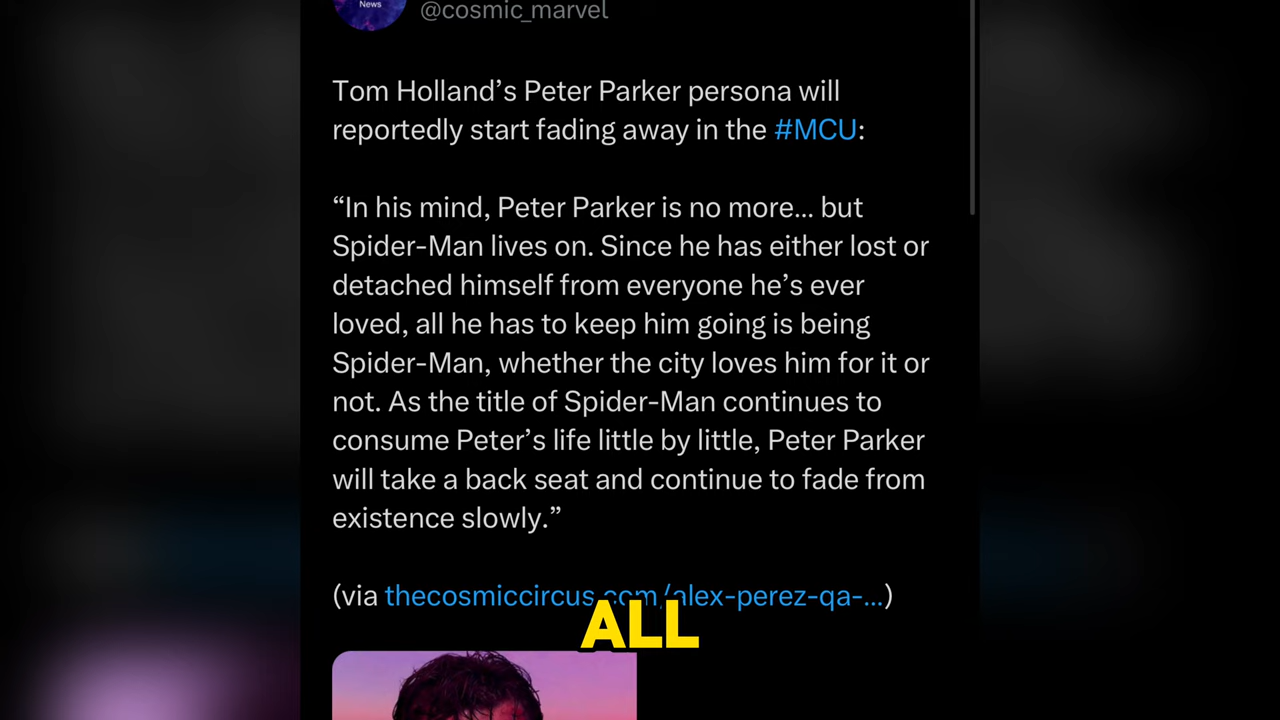 News
@cosmic_marvel
Tom Holland’s Peter Parker persona will
reportedly start fading away in the #MCU:
“In his mind, Peter Parker is no more... but
Spider-Man lives on. Since he has either lost or
detached himself from everyone he’s ever
loved, all he has to keep him going is being
Spider-Man, whether the city loves him for it or
not. As the title of Spider-Man continues to
consume Peter’s life little by little, Peter Parker
will take a back seat and continue to fade from
existence slowly.”
(via thecosmiccircus.com/alex-perez-qa-...)
ALL